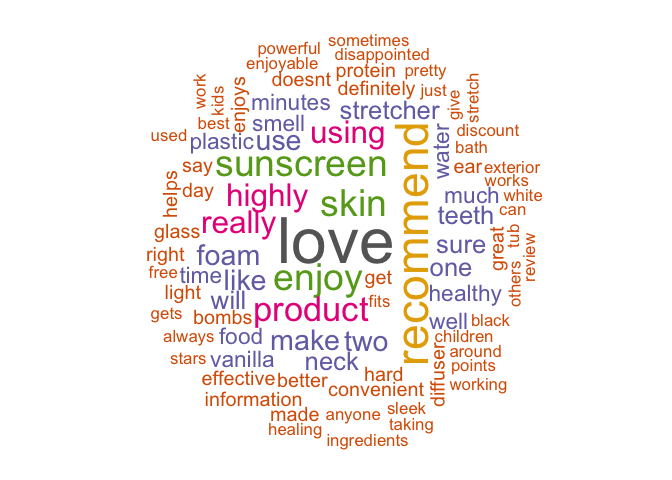 sometimes
powerful
disappointed
enjoyable
protein
pretty
doesnt
definitely
just
work
kids
enjoys
minutes
stretcher
give
stretch
best
smell
using
used
plastic
use
water
discount
bath
say
sunscreen
ear
exterior
works
day
highly
skin
recommend
much
white
can
helps
glass
really
teeth
great
tub
love
sure
others
review
right
foam
free
time
like
enjoy
get
one
light
will
product
fits
healthy
gets
bombs
well
black
always
food
make
two
children
stars
vanilla
neck
around
points
effective
better
hard
diffuser
working
convenient
information
made
anyone
sleek
taking
healing
ingredients